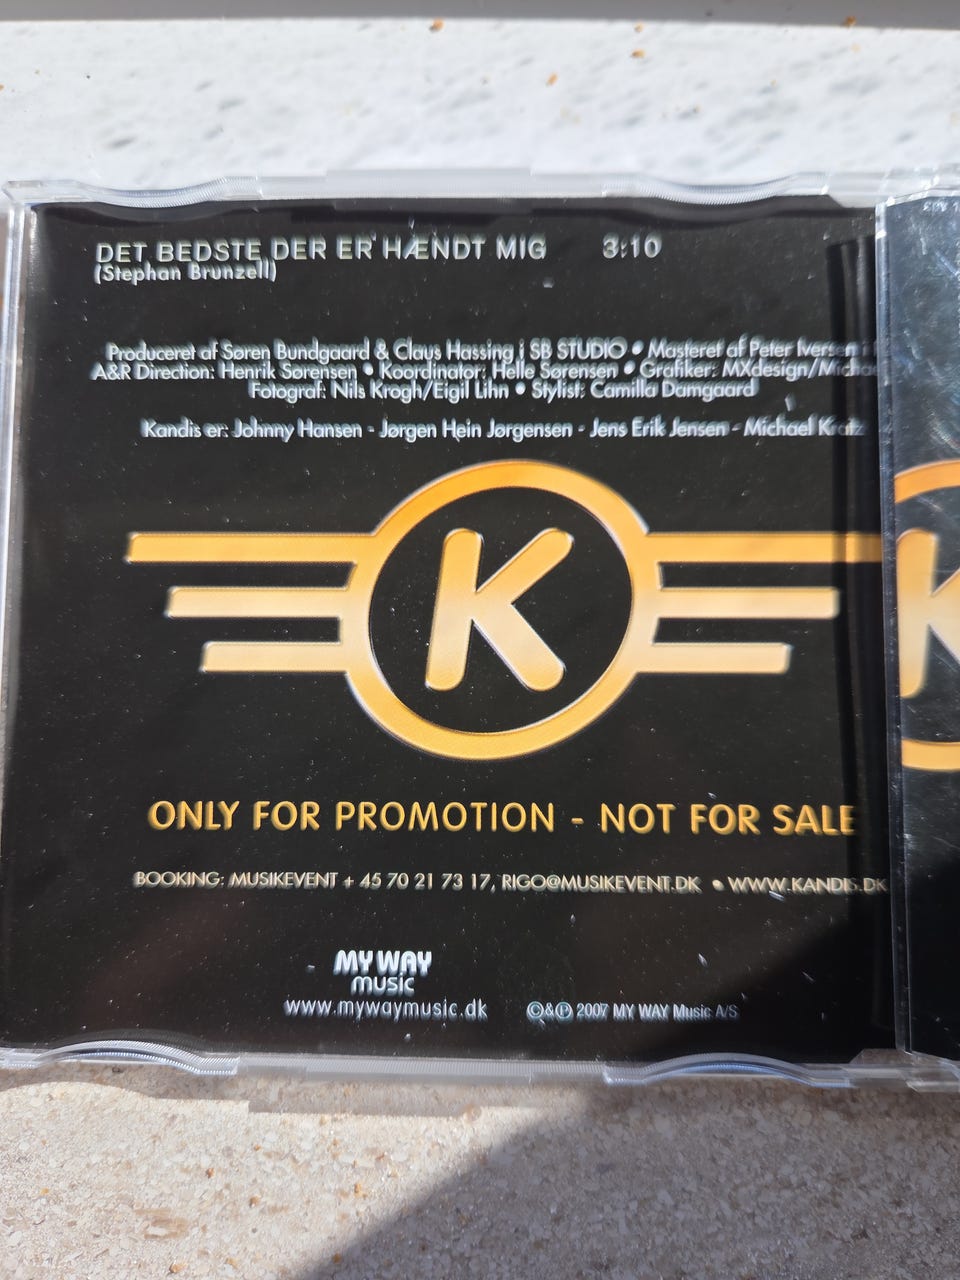 DET BEDSTE DER ER HÆNDT MIG 3:10
(Stephan Brunzell)
Produceret af Søren Bundgaard & Claus Hassing i SB STUDIO • Masteret af Peter Iversen i
A&R Direction: Henrik Sørensen • Koordinator: Helle Sørensen • Grafiker: MXdesign/Michae
Fotograf: Nils Krogh/Eigil Lihn • Stylist: Camilla Damgaard
Kandis er: Johnny Hansen - Jørgen Hein Jørgensen - Jens Erik Jensen - Michael Kratz
K
ONLY FOR PROMOTION - NOT FOR SALE
BOOKING: MUSIKEVENT + 45 70 21 73 17, RIGO@MUSIKEVENT.DK • WWW.KANDIS.DK
MY WAY
music
www.mywaymusic.dk ©&℗ 2007 MY WAY Music A/S